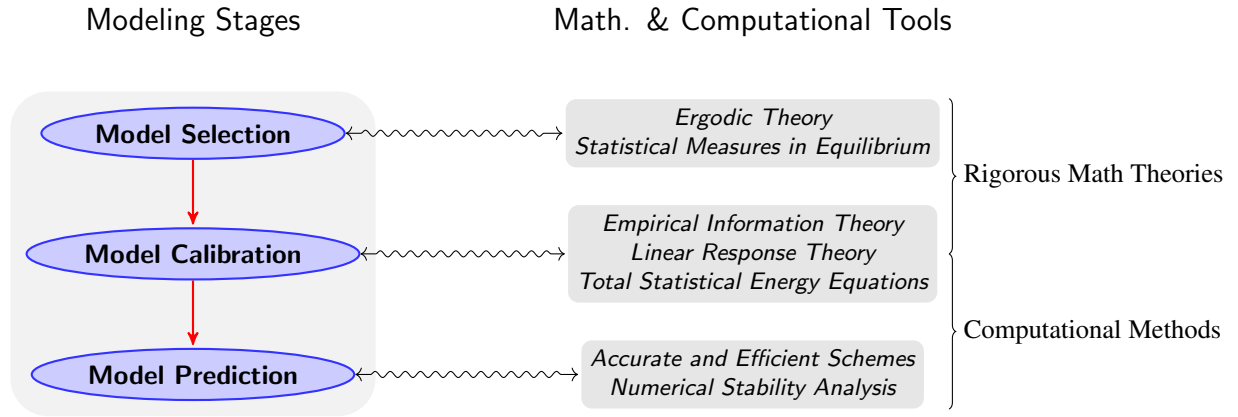 Modeling Stages
Math. & Computational Tools
Model Selection
Ergodic Theory
Statistical Measures in Equilibrium
Rigorous Math Theories
Model Calibration
Empirical Information Theory
Linear Response Theory
Total Statistical Energy Equations
Computational Methods
Model Prediction
Accurate and Efficient Schemes
Numerical Stability Analysis